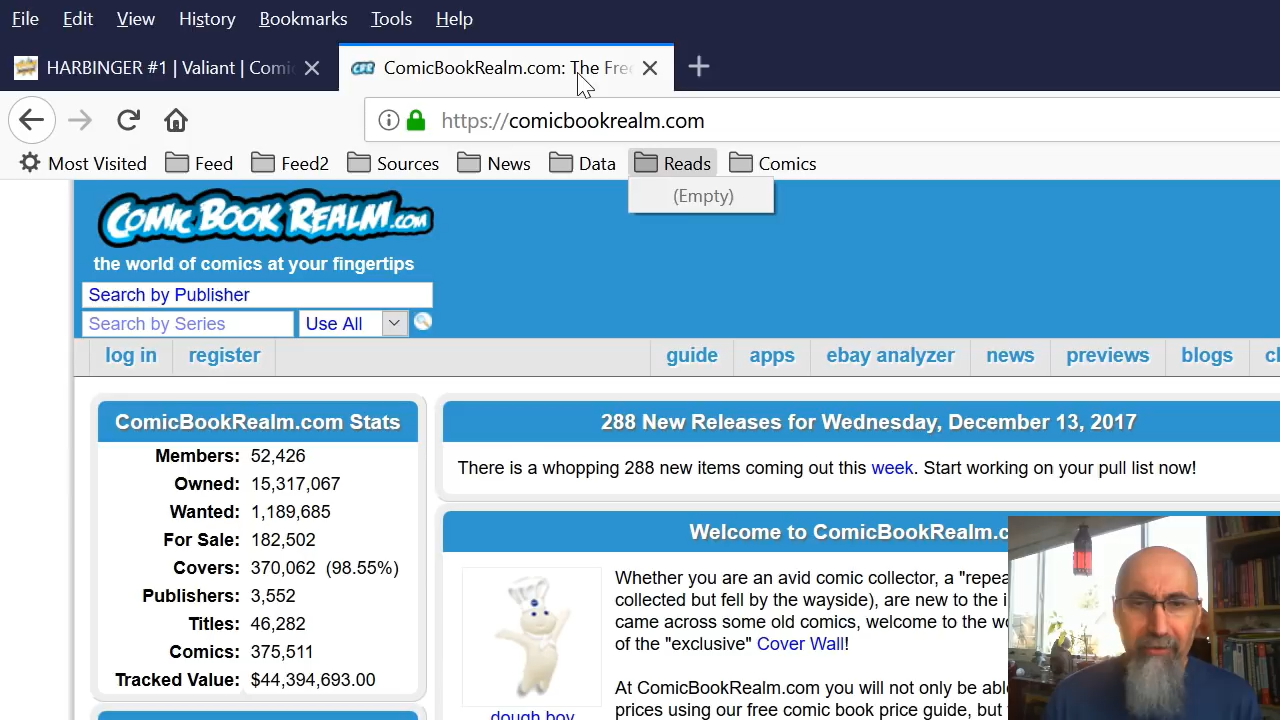 File Edit View History Bookmarks Tools Help
HARBINGER #1 | Valiant | Comi
ComicBookRealm.com: The Free
https://comicbookrealm.com
Most Visited Feed Feed2 Sources News Data Reads Comics
(Empty)
COMIC BOOK REALM.COM
the world of comics at your fingertips
Search by Publisher
Search by Series Use All
log in register guide apps ebay analyzer news previews blogs cl
ComicBookRealm.com Stats
Members: 52,426
Owned: 15,317,067
Wanted: 1,189,685
For Sale: 182,502
Covers: 370,062 (98.55%)
Publishers: 3,552
Titles: 46,282
Comics: 375,511
Tracked Value: $44,394,693.00
288 New Releases for Wednesday, December 13, 2017
There is a whopping 288 new items coming out this week. Start working on your pull list now!
Welcome to ComicBookRealm.c
Whether you are an avid comic collector, a "repea
collected but fell by the wayside), are new to the i
came across some old comics, welcome to the wo
of the "exclusive" Cover Wall!
At ComicBookRealm.com you will not only be abl
prices using our free comic book price guide, but
dough boy